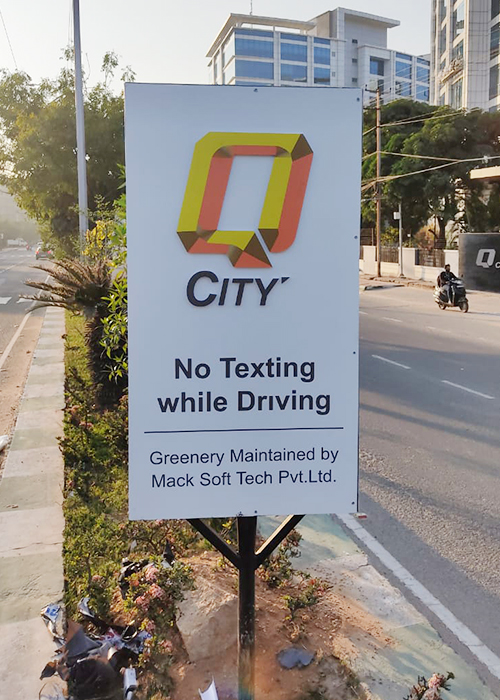 Q
CITY
No Texting
while Driving
Greenery Maintained by
Mack Soft Tech Pvt.Ltd.
Q